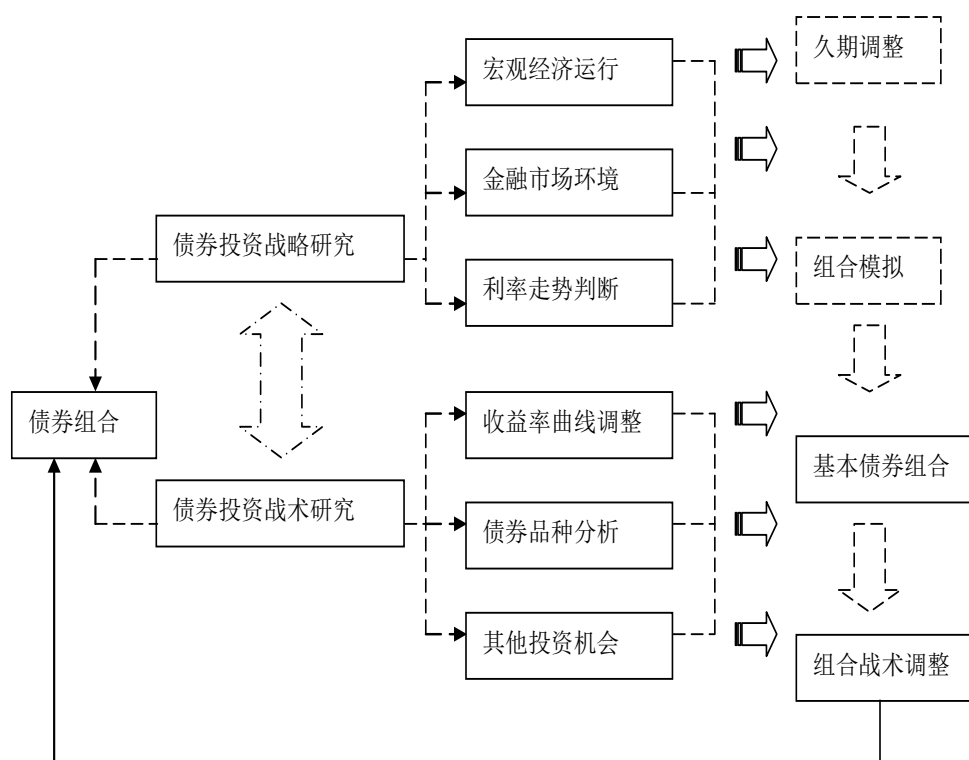 宏观经济运行
久期调整
金融市场环境
债券投资战略研究
组合模拟
利率走势判断
债券组合
收益率曲线调整
基本债券组合
债券投资战术研究
债券品种分析
其他投资机会
组合战术调整